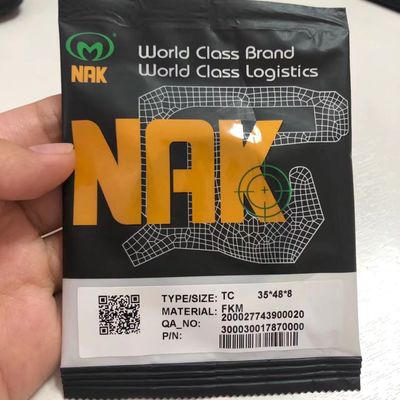 NAK
World Class Brand
World Class Logistics
NAK
TYPE/SIZE: TC 35*48*8
MATERIAL: FKM
QA_NO: 200027743900020
P/N: 300030017870000